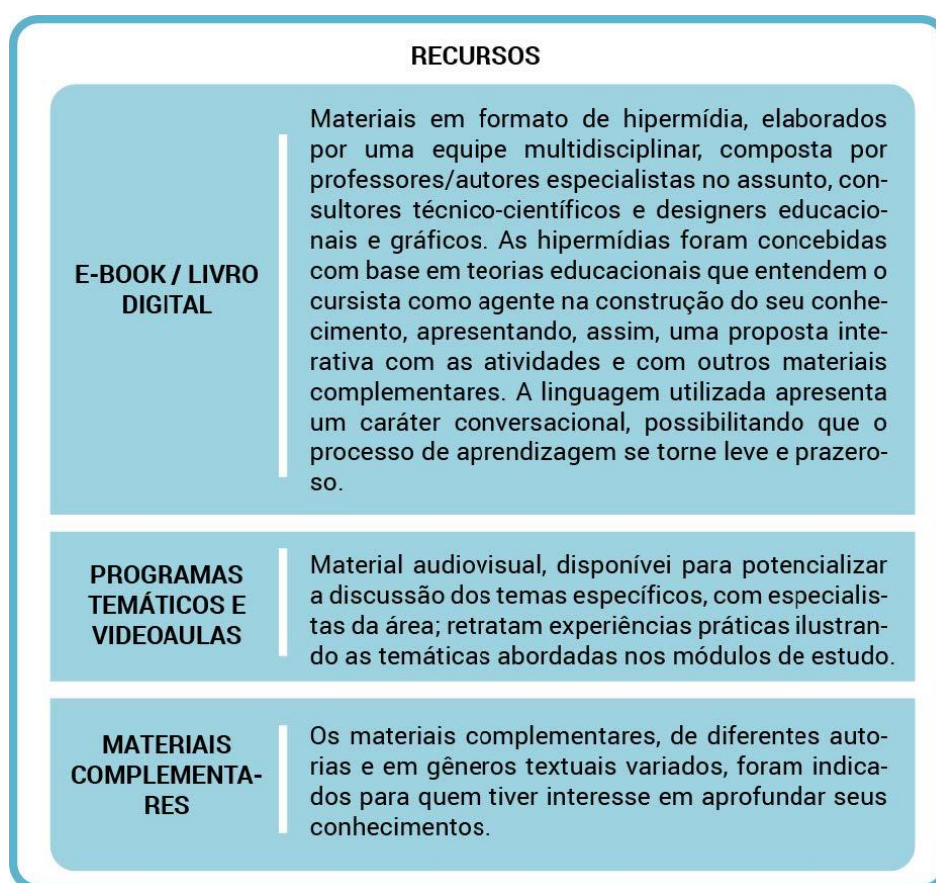 RECURSOS
E-BOOK / LIVRO
DIGITAL
Materiais em formato de hipermídia, elaborados
por uma equipe multidisciplinar, composta por
professores/autores especialistas no assunto, con-
sultores técnico-científicos e designers educacio-
nais e gráficos. As hipermídias foram concebidas
com base em teorias educacionais que entendem o
cursista como agente na construção do seu conhe-
cimento, apresentando, assim, uma proposta inte-
rativa com as atividades e com outros materiais
complementares. A linguagem utilizada apresenta
um caráter conversacional, possibilitando que o
processo de aprendizagem se torne leve e prazero-
so.
PROGRAMAS
TEMÁTICOS E
VIDEOAULAS
Material audiovisual, disponívei para potencializar
a discussão dos temas específicos, com especialis-
tas da área; retratam experiências práticas ilustran-
do as temáticas abordadas nos módulos de estudo.
MATERIAIS
COMPLEMENTA-
RES
Os materiais complementares, de diferentes auto-
rias e em gêneros textuais variados, foram indica-
dos para quem tiver interesse em aprofundar seus
conhecimentos.